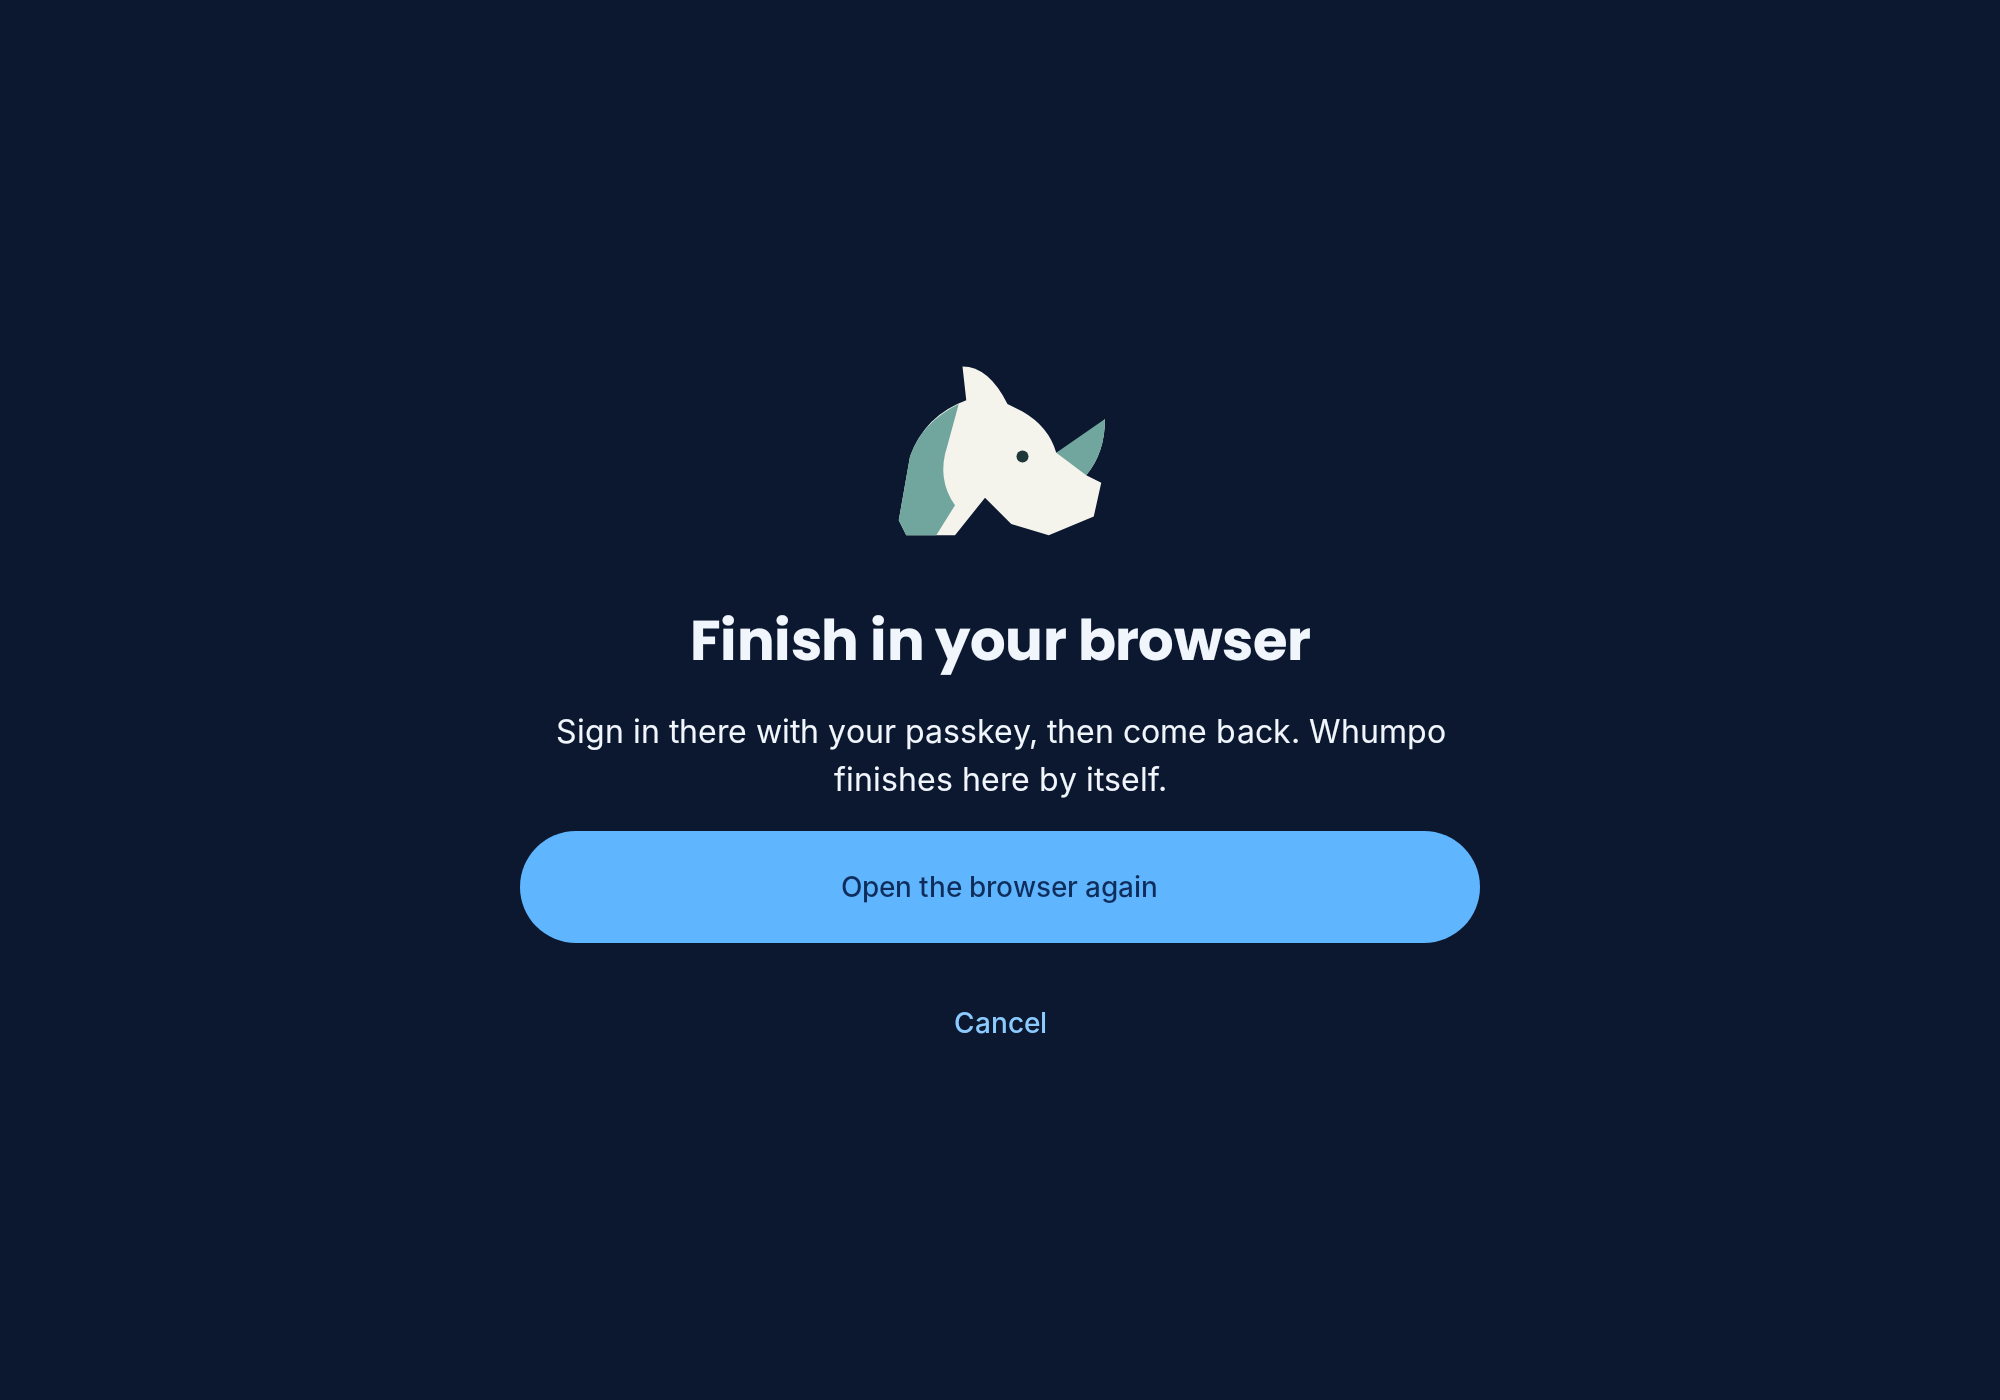 Finish in your browser
Sign in there with your passkey, then come back. Whumpo
finishes here by itself.
Open the browser again
Cancel